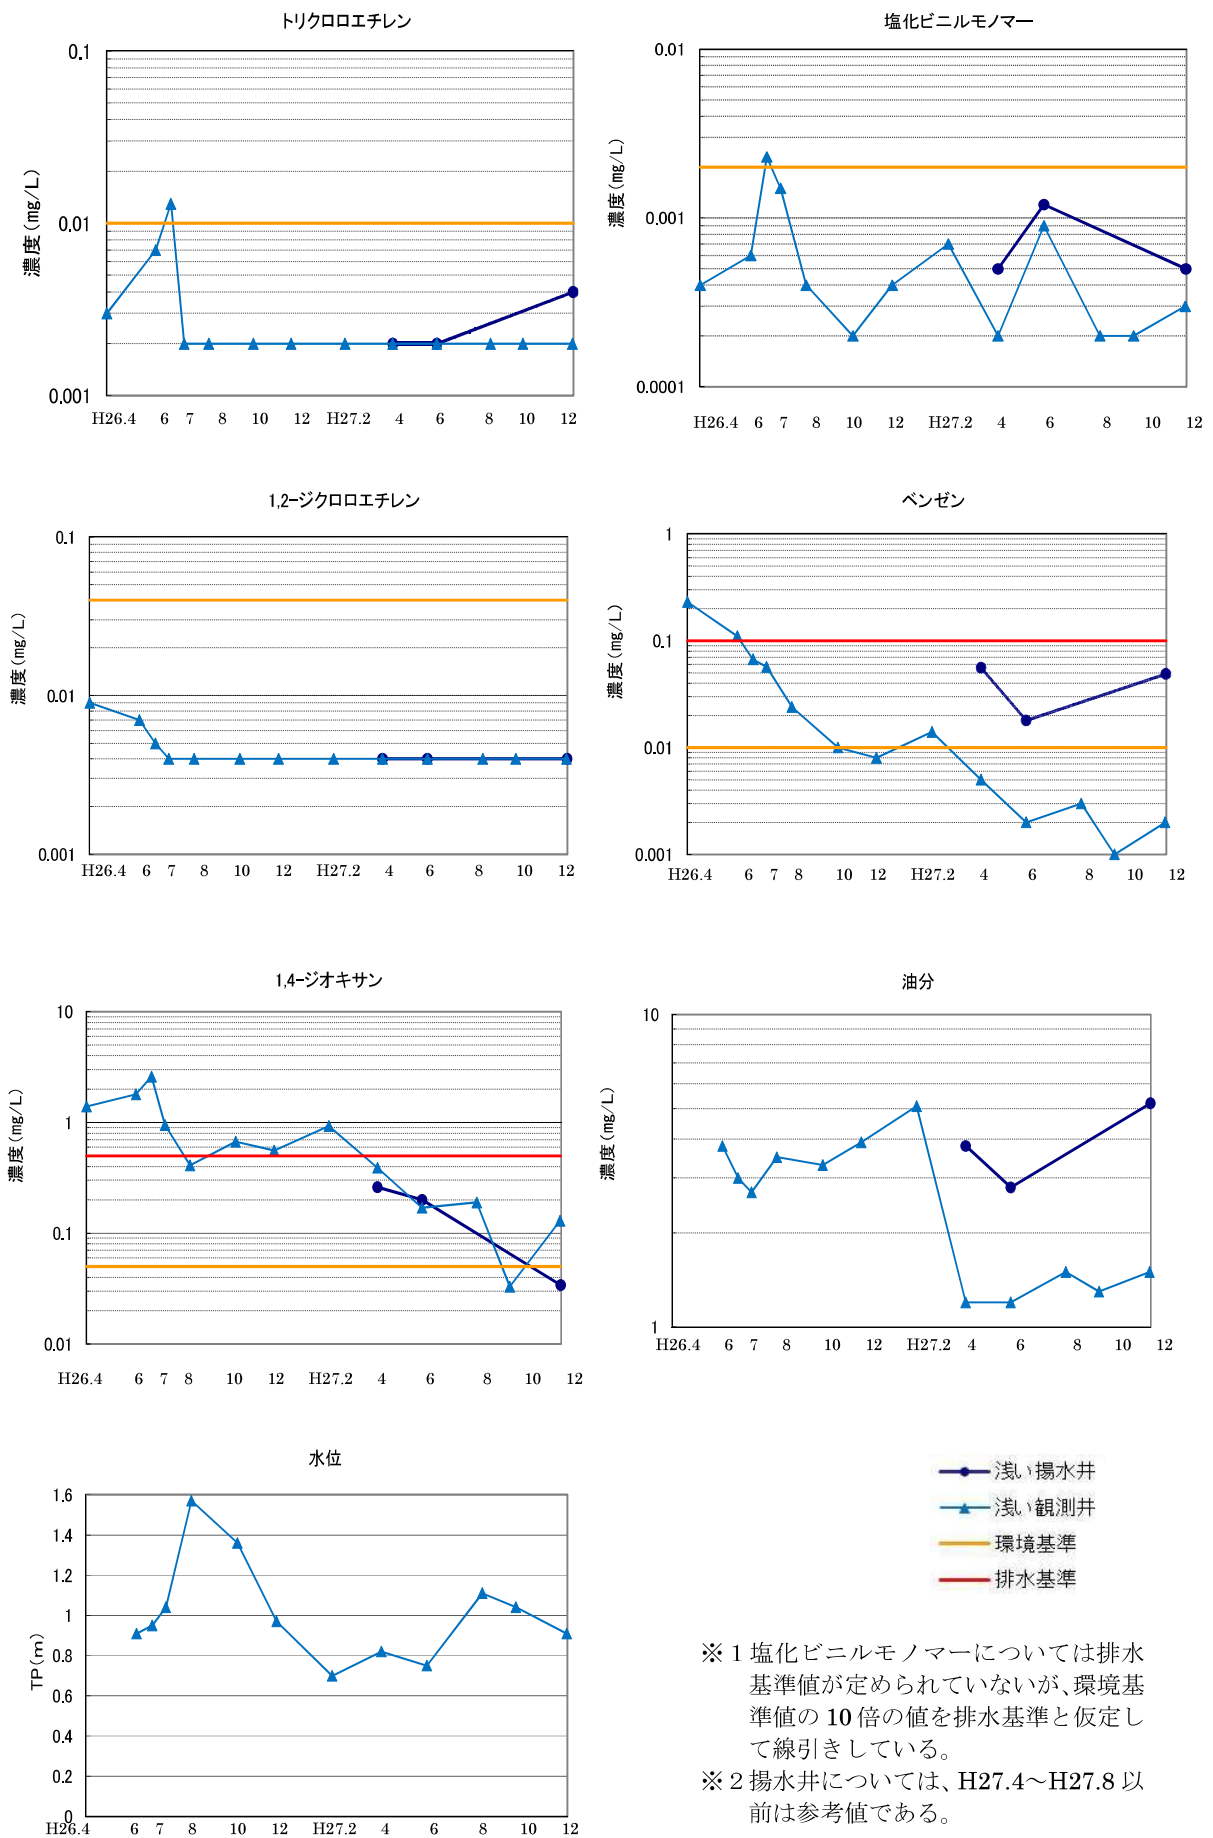 トリクロロエチレン
0.1
0.01
0.001
濃度(mg/L)
H26.4 6 7 8 10 12 H27.2 4 6 8 10 12
塩化ビニルモノマー
0.01
0.001
0.0001
濃度(mg/L)
H26.4 6 7 8 10 12 H27.2 4 6 8 10 12
1,2-ジクロロエチレン
0.1
0.01
0.001
濃度(mg/L)
H26.4 6 7 8 10 12 H27.2 4 6 8 10 12
ベンゼン
1
0.1
0.01
0.001
濃度(mg/L)
H26.4 6 7 8 10 12 H27.2 4 6 8 10 12
1,4-ジオキサン
10
1
0.1
0.01
濃度(mg/L)
H26.4 6 7 8 10 12 H27.2 4 6 8 10 12
油分
10
1
濃度(mg/L)
H26.4 6 7 8 10 12 H27.2 4 6 8 10 12
水位
1.6
1.4
1.2
1
0.8
0.6
0.4
0.2
0
TP(m)
H26.4 6 7 8 10 12 H27.2 4 6 8 10 12
浅い揚水井
浅い観測井
環境基準
排水基準
※１塩化ビニルモノマーについては排水
基準値が定められていないが、環境基
準値の 10 倍の値を排水基準と仮定し
て線引きしている。
※２揚水井については、H27.4～H27.8 以
前は参考値である。